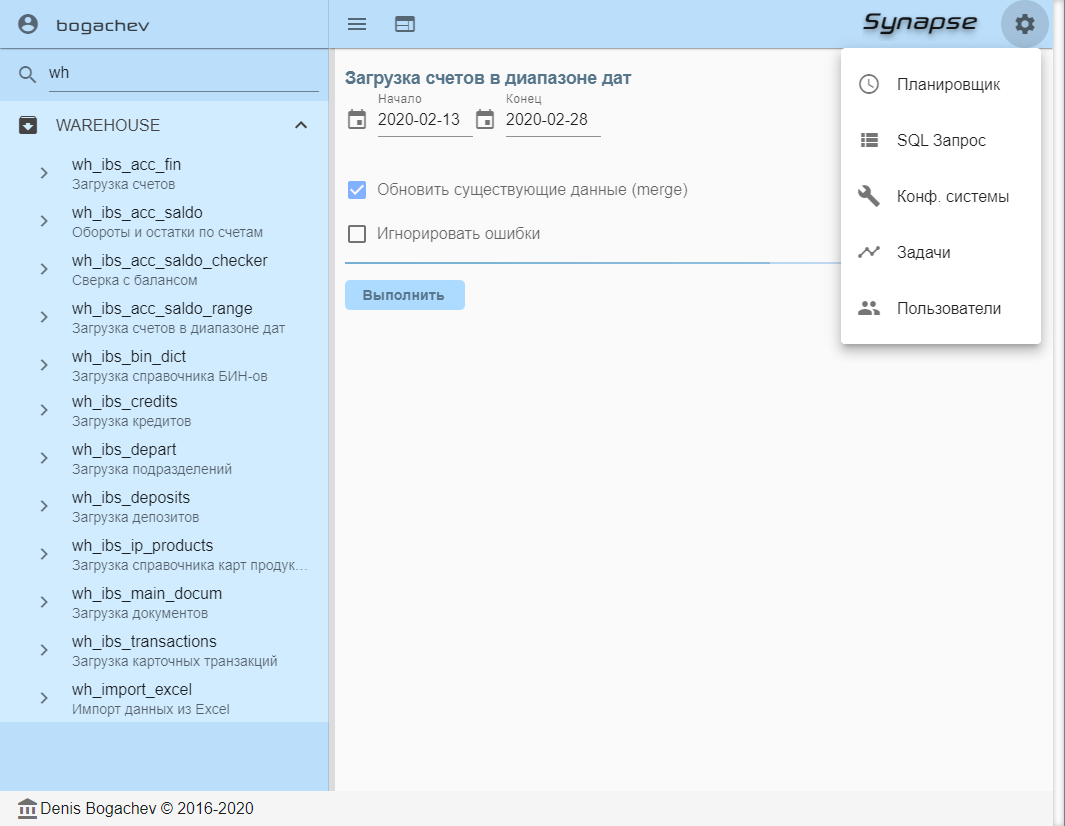 bogachev
Synapse
wh
WAREHOUSE
wh_ibs_acc_fin
Загрузка счетов
wh_ibs_acc_saldo
Обороты и остатки по счетам
wh_ibs_acc_saldo_checker
Сверка с балансом
wh_ibs_acc_saldo_range
Загрузка счетов в диапазоне дат
wh_ibs_bin_dict
Загрузка справочника БИН-ов
wh_ibs_credits
Загрузка кредитов
wh_ibs_depart
Загрузка подразделений
wh_ibs_deposits
Загрузка депозитов
wh_ibs_ip_products
Загрузка справочника карт продук...
wh_ibs_main_docum
Загрузка документов
wh_ibs_transactions
Загрузка карточных транзакций
wh_import_excel
Импорт данных из Excel
Загрузка счетов в диапазоне дат
Начало Конец
2020-02-13 2020-02-28
Обновить существующие данные (merge)
Игнорировать ошибки
Выполнить
Планировщик
SQL Запрос
Конф. системы
Задачи
Пользователи
Denis Bogachev © 2016-2020